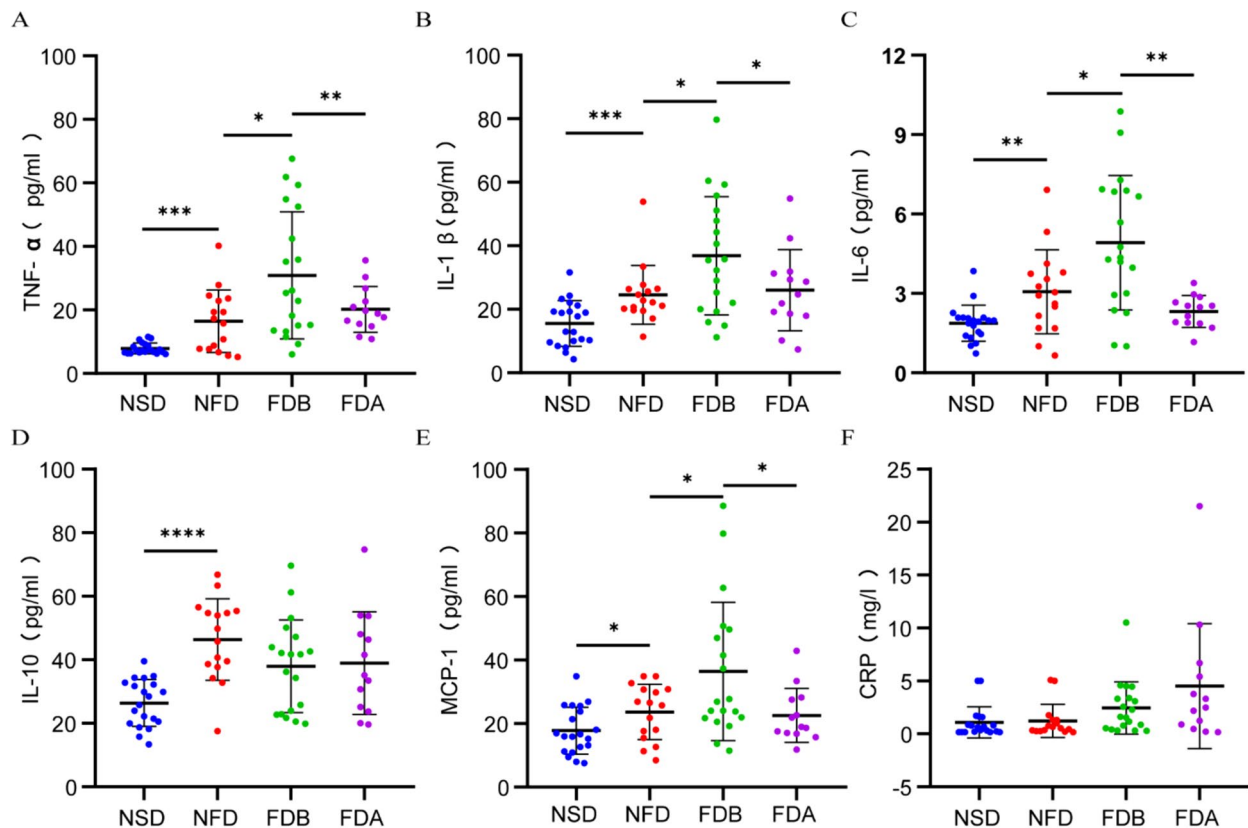 A
TNF-α( pg/ml)
100
80
60
40
20
0
***
*
**
NSD NFD FDB FDA
B
IL-1β(pg/ml)
100
80
60
40
20
0
***
*
*
NSD NFD FDB FDA
C
IL-6(pg/ml)
12
9
6
3
0
**
*
**
NSD NFD FDB FDA
D
IL-10(pg/ml)
100
80
60
40
20
0
****
NSD NFD FDB FDA
E
MCP-1(pg/ml)
100
80
60
40
20
0
*
*
*
NSD NFD FDB FDA
F
CRP(mg/l)
25
20
15
10
5
0
-5
NSD NFD FDB FDA